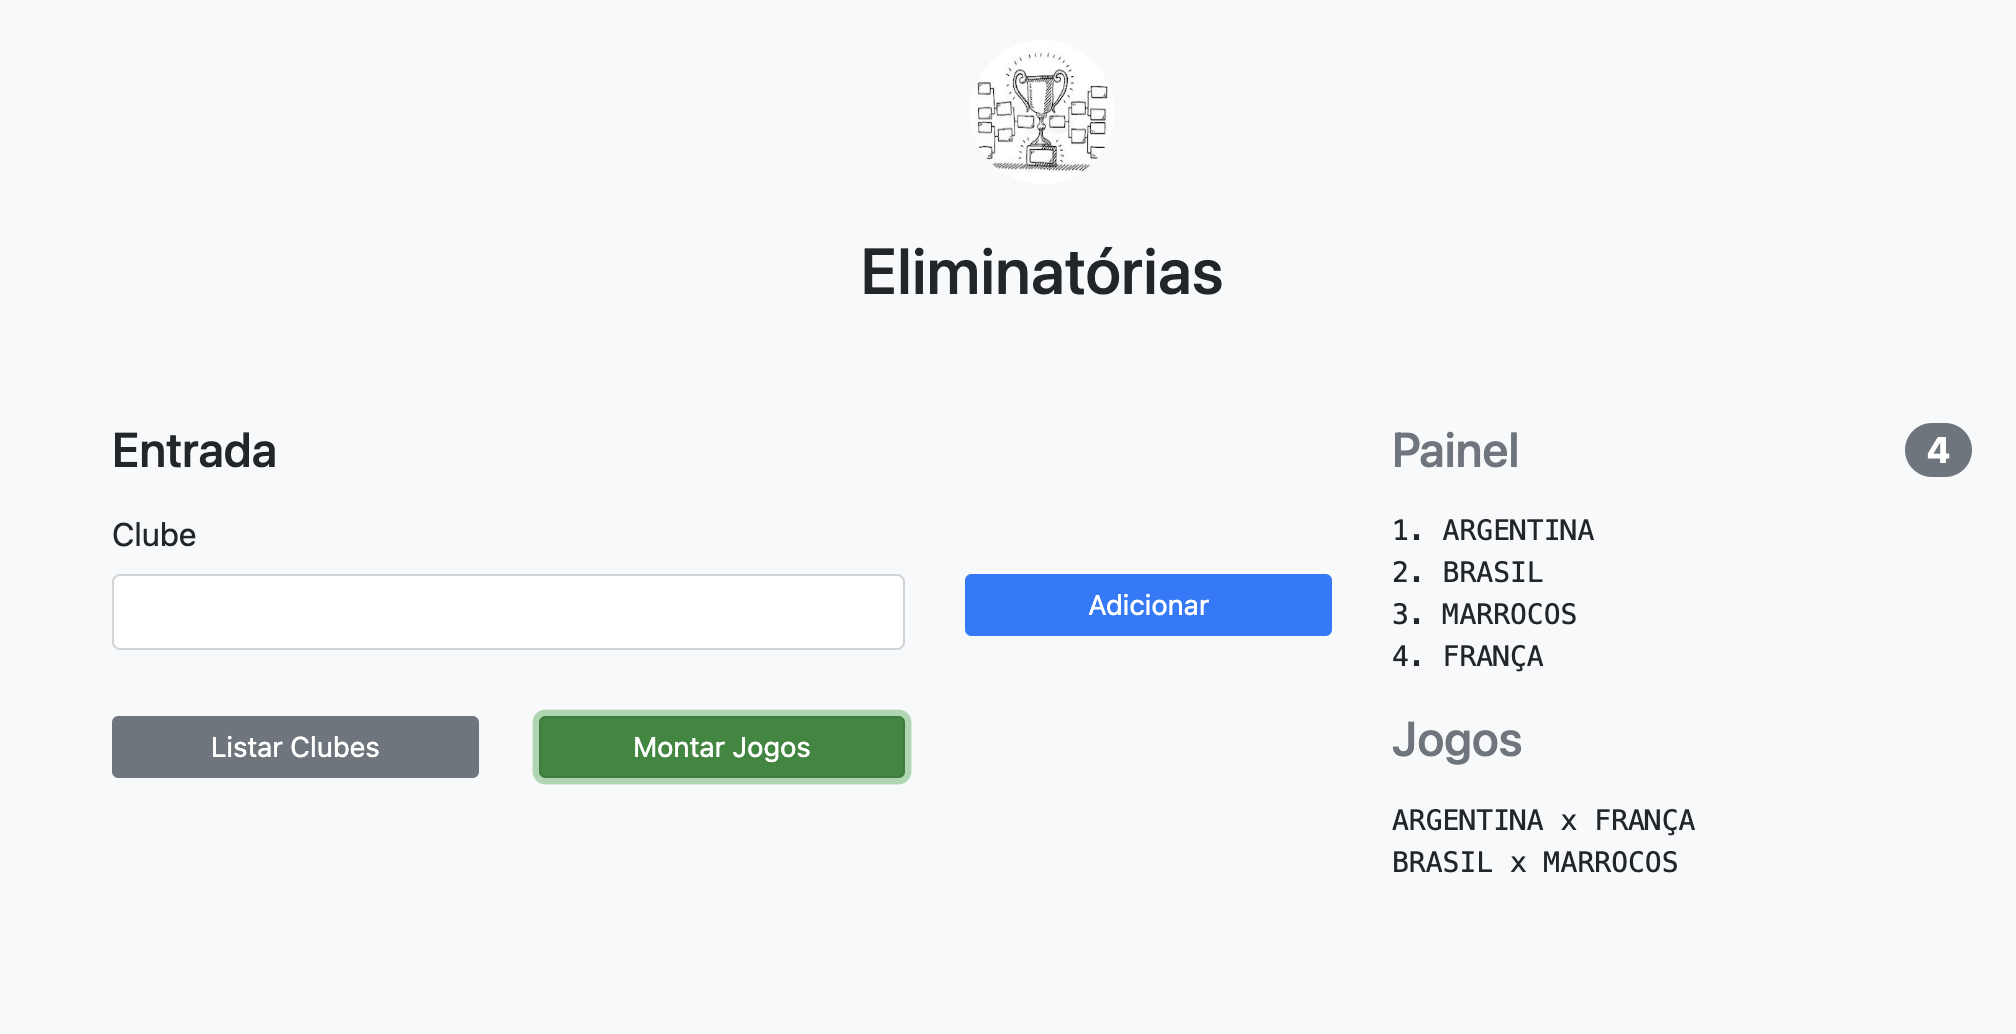 Eliminatórias
Entrada
Clube
Adicionar
Listar Clubes
Montar Jogos
Painel
4
1. ARGENTINA
2. BRASIL
3. MARROCOS
4. FRANÇA
Jogos
ARGENTINA x FRANÇA
BRASIL x MARROCOS